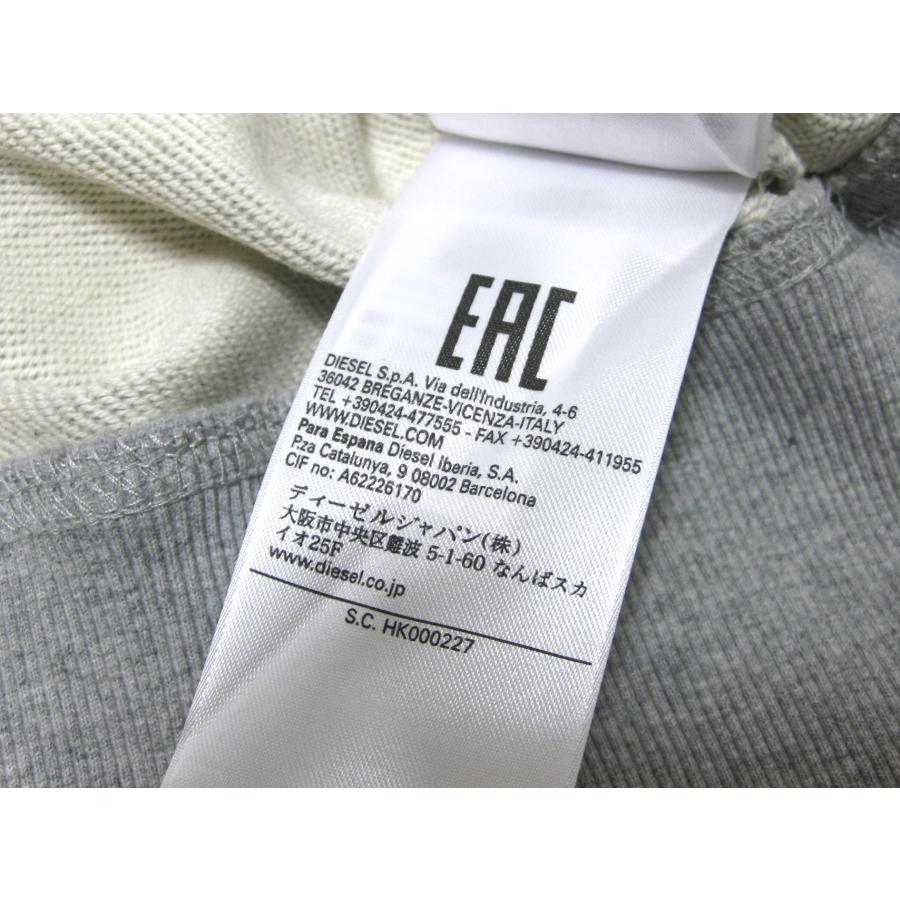 EAC
DIESEL S.p.A. Via dell'Industria, 4-6
36042 BREGANZE-VICENZA-ITALY
TEL +390424-477555 - FAX +390424-411955
WWW.DIESEL.COM
Para Espana Diesel Iberia, S.A.
P.za Catalunya, 9 08002 Barcelona
CIF no: A62226170
ディーゼルジャパン(株)
大阪市中央区難波 5-1-60 なんばスカ
イオ25F
www.diesel.co.jp
S.C. HK000227